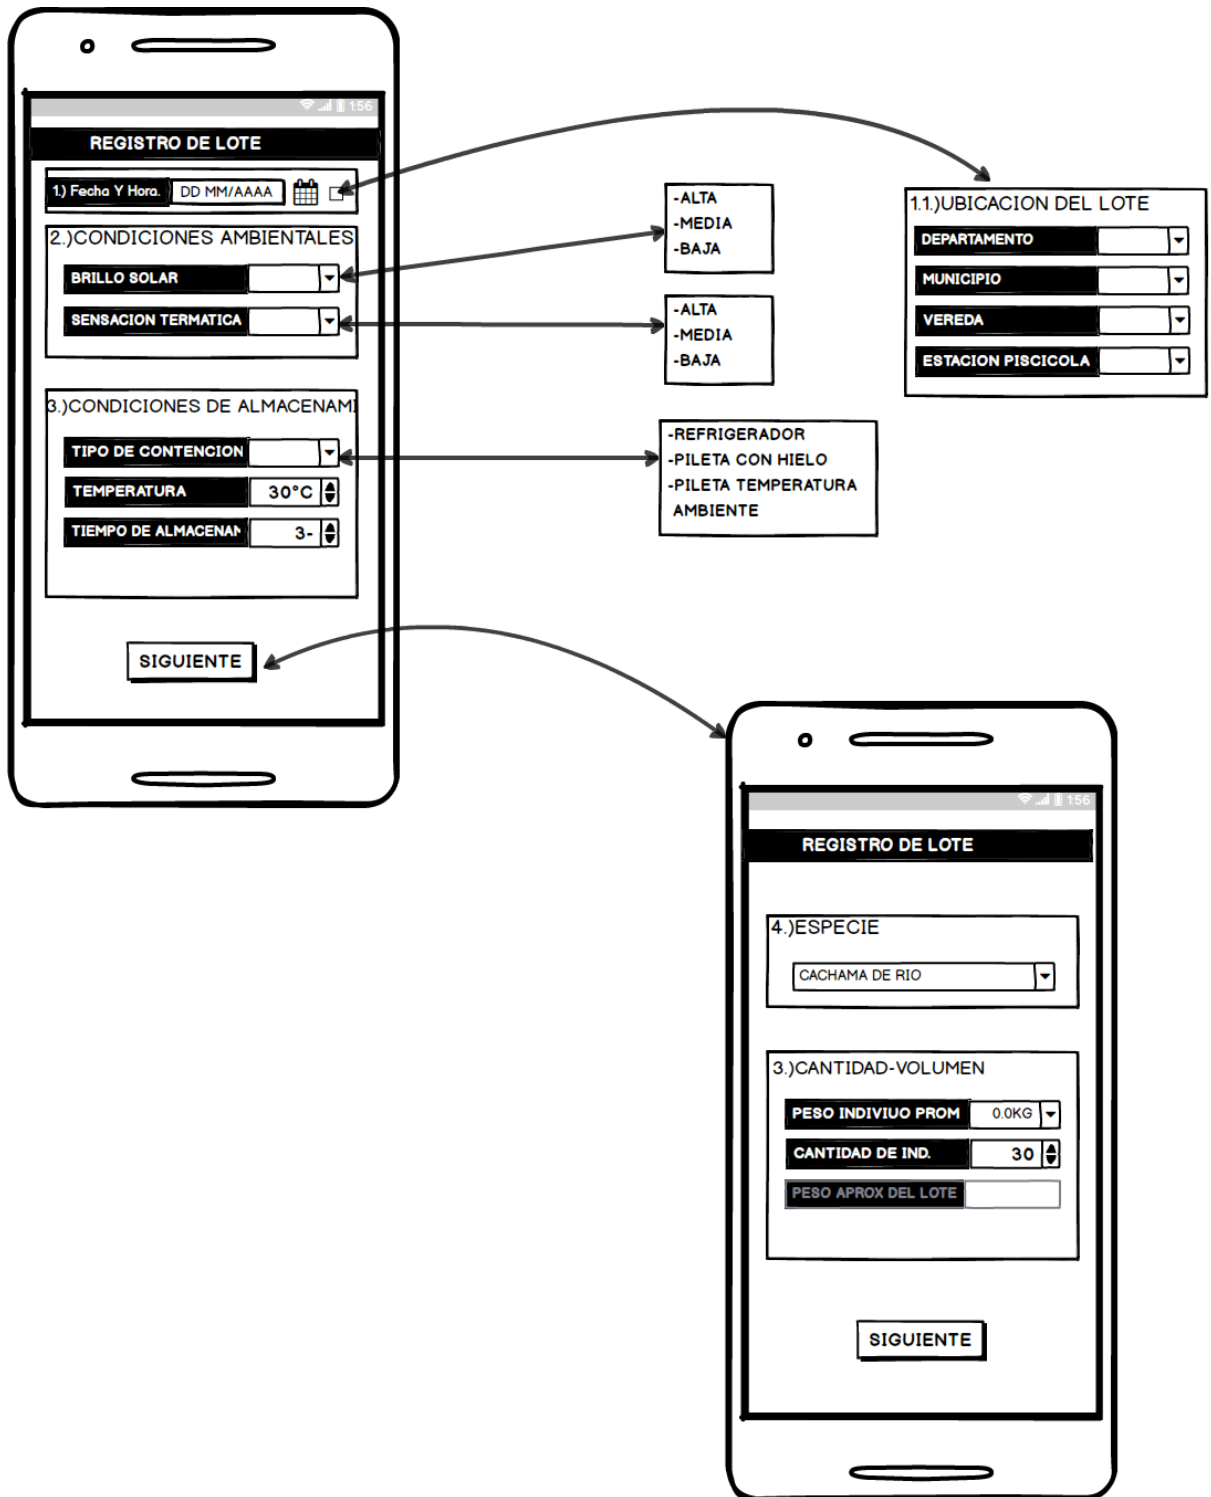 1:56
REGISTRO DE LOTE
1.) Fecha Y Hora. DD MM/AAAA
2.)CONDICIONES AMBIENTALES
BRILLO SOLAR
SENSACION TERMATICA
3.)CONDICIONES DE ALMACENAMI
TIPO DE CONTENCION
TEMPERATURA 30°C
TIEMPO DE ALMACENAN 3-
SIGUIENTE
-ALTA
-MEDIA
-BAJA
-ALTA
-MEDIA
-BAJA
-REFRIGERADOR
-PILETA CON HIELO
-PILETA TEMPERATURA
AMBIENTE
1.1.)UBICACION DEL LOTE
DEPARTAMENTO
MUNICIPIO
VEREDA
ESTACION PISCICOLA
1:56
REGISTRO DE LOTE
4.)ESPECIE
CACHAMA DE RIO
3.)CANTIDAD-VOLUMEN
PESO INDIVIUO PROM 0.0KG
CANTIDAD DE IND. 30
PESO APROX DEL LOTE
SIGUIENTE